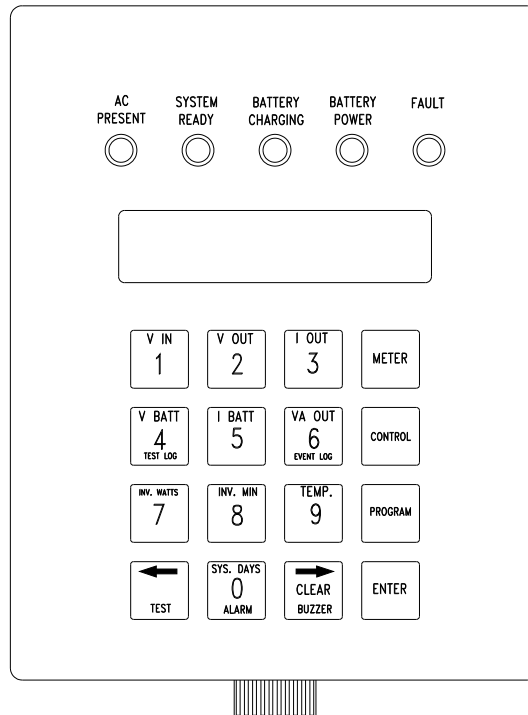 AC PRESENT
SYSTEM READY
BATTERY CHARGING
BATTERY POWER
FAULT
V IN
1
V OUT
2
I OUT
3
METER
V BATT
4
TEST LOG
I BATT
5
VA OUT
6
EVENT LOG
CONTROL
INV. WATTS
7
INV. MIN
8
TEMP.
9
PROGRAM
TEST
SYS. DAYS
0
ALARM
CLEAR
BUZZER
ENTER